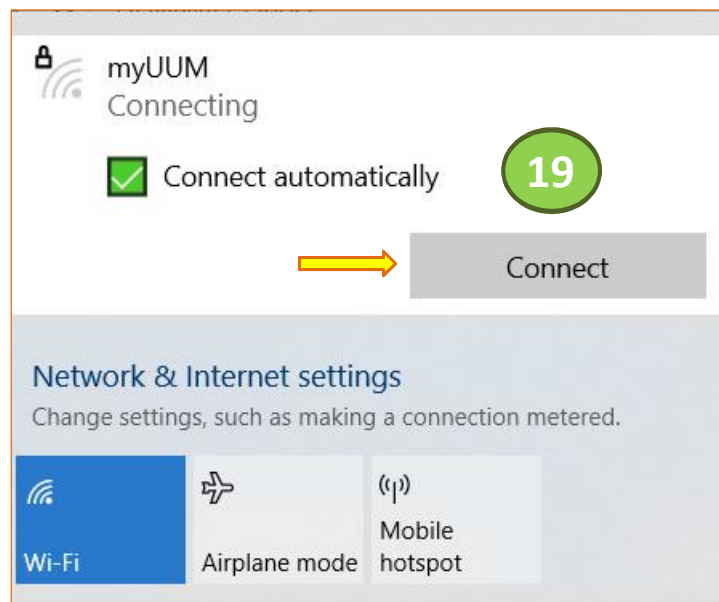 myUUM
Connecting
Connect automatically
19
Connect
Network & Internet settings
Change settings, such as making a connection metered.
Wi-Fi
Airplane mode
Mobile
hotspot